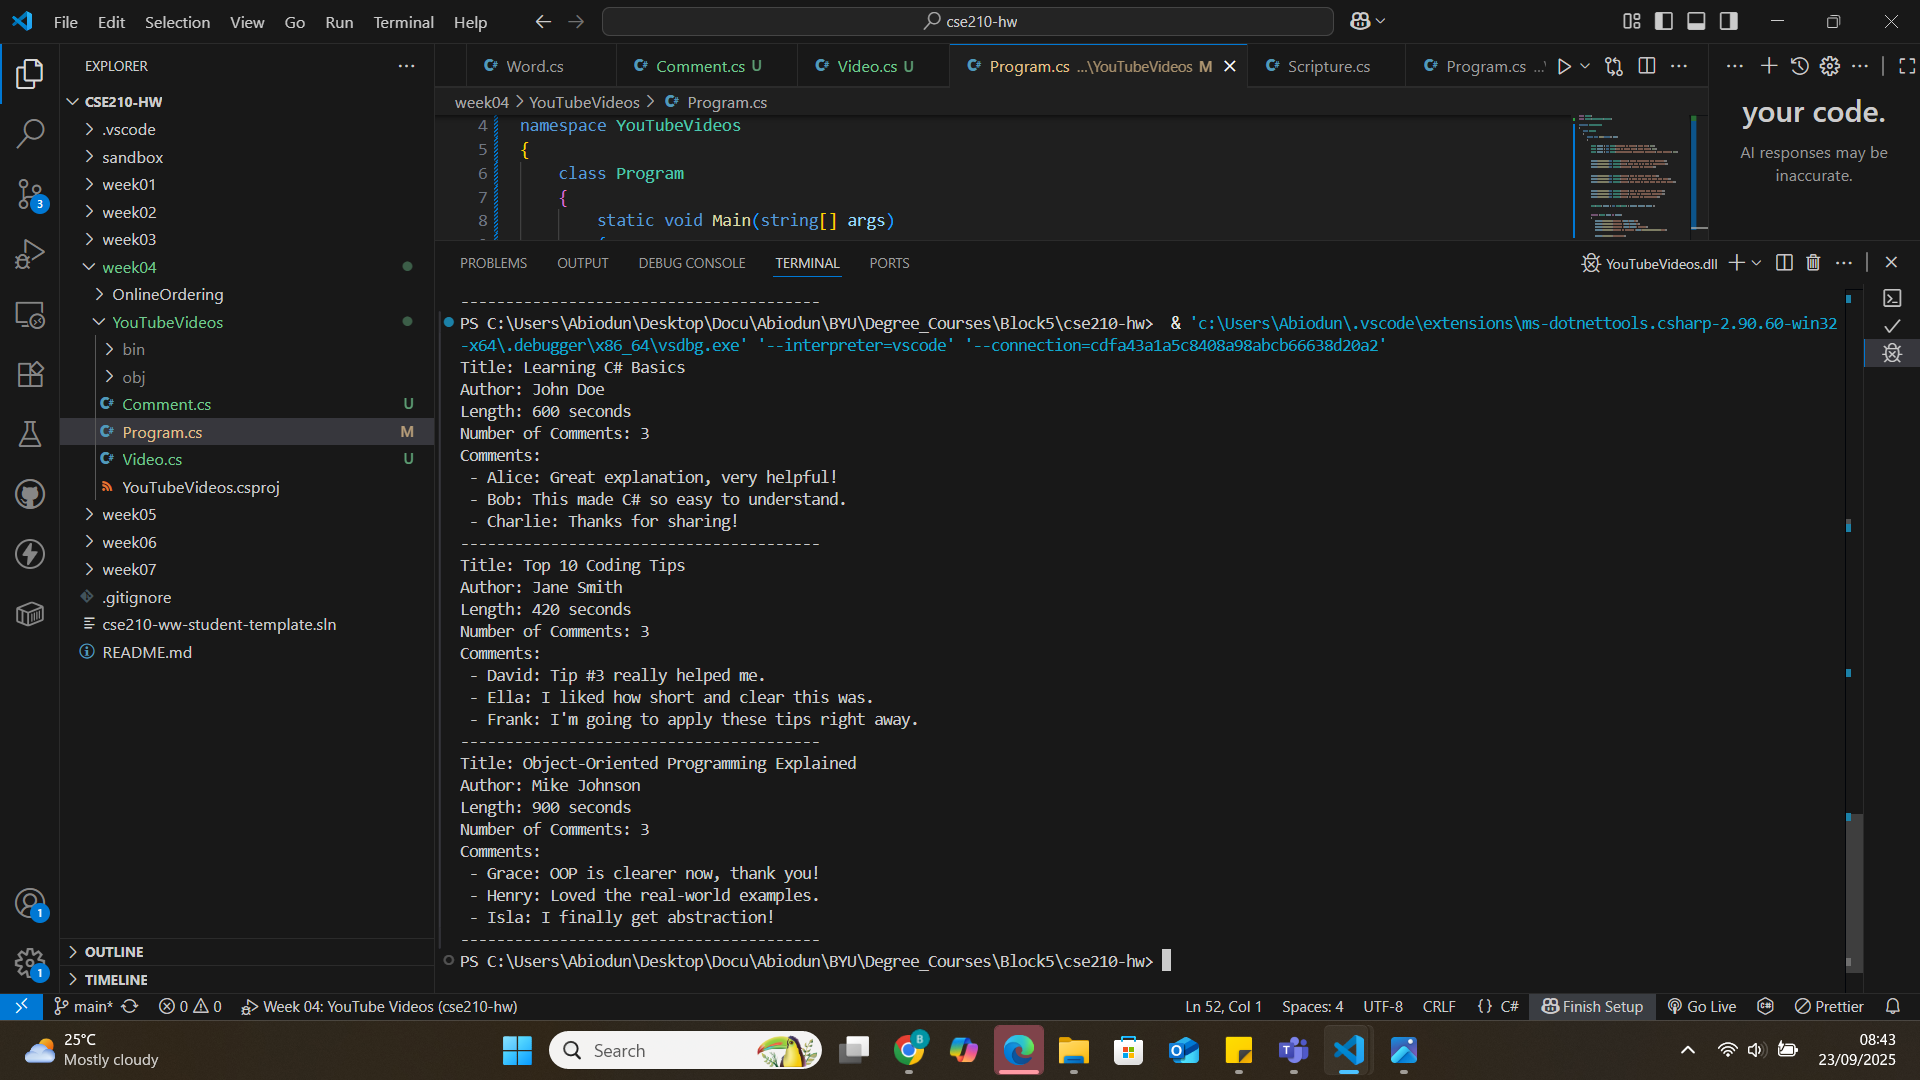 File Edit Selection View Go Run Terminal Help
cse210-hw
EXPLORER
CSE210-HW
.vscode
sandbox
week01
week02
week03
week04
OnlineOrdering
YouTubeVideos
bin
obj
Comment.cs U
Program.cs M
Video.cs U
YouTubeVideos.csproj
week05
week06
week07
.gitignore
cse210-ww-student-template.sln
README.md
OUTLINE
TIMELINE
3
1
1
Word.cs Comment.cs U Video.cs U Program.cs ...\YouTubeVideos M Scripture.cs Program.cs ...\
week04 > YouTubeVideos > Program.cs
4 namespace YouTubeVideos
5 {
6 class Program
7 {
8 static void Main(string[] args)
your code.
AI responses may be
inaccurate.
PROBLEMS OUTPUT DEBUG CONSOLE TERMINAL PORTS
YouTubeVideos.dll
----------------------------------------
PS C:\Users\Abiodun\Desktop\Docu\Abiodun\BYU\Degree_Courses\Block5\cse210-hw>  & 'c:\Users\Abiodun\.vscode\extensions\ms-dotnettools.csharp-2.90.60-win32
-x64\.debugger\x86_64\vsdbg.exe' '--interpreter=vscode' '--connection=cdfa43a1a5c8408a98abcb66638d20a2'
Title: Learning C# Basics
Author: John Doe
Length: 600 seconds
Number of Comments: 3
Comments:
 - Alice: Great explanation, very helpful!
 - Bob: This made C# so easy to understand.
 - Charlie: Thanks for sharing!
----------------------------------------
Title: Top 10 Coding Tips
Author: Jane Smith
Length: 420 seconds
Number of Comments: 3
Comments:
 - David: Tip #3 really helped me.
 - Ella: I liked how short and clear this was.
 - Frank: I'm going to apply these tips right away.
----------------------------------------
Title: Object-Oriented Programming Explained
Author: Mike Johnson
Length: 900 seconds
Number of Comments: 3
Comments:
 - Grace: OOP is clearer now, thank you!
 - Henry: Loved the real-world examples.
 - Isla: I finally get abstraction!
----------------------------------------
PS C:\Users\Abiodun\Desktop\Docu\Abiodun\BYU\Degree_Courses\Block5\cse210-hw>
main* 0 0 Week 04: YouTube Videos (cse210-hw)
Ln 52, Col 1 Spaces: 4 UTF-8 CRLF {} C# Finish Setup Go Live Prettier
25°C
Mostly cloudy
Search
08:43
23/09/2025